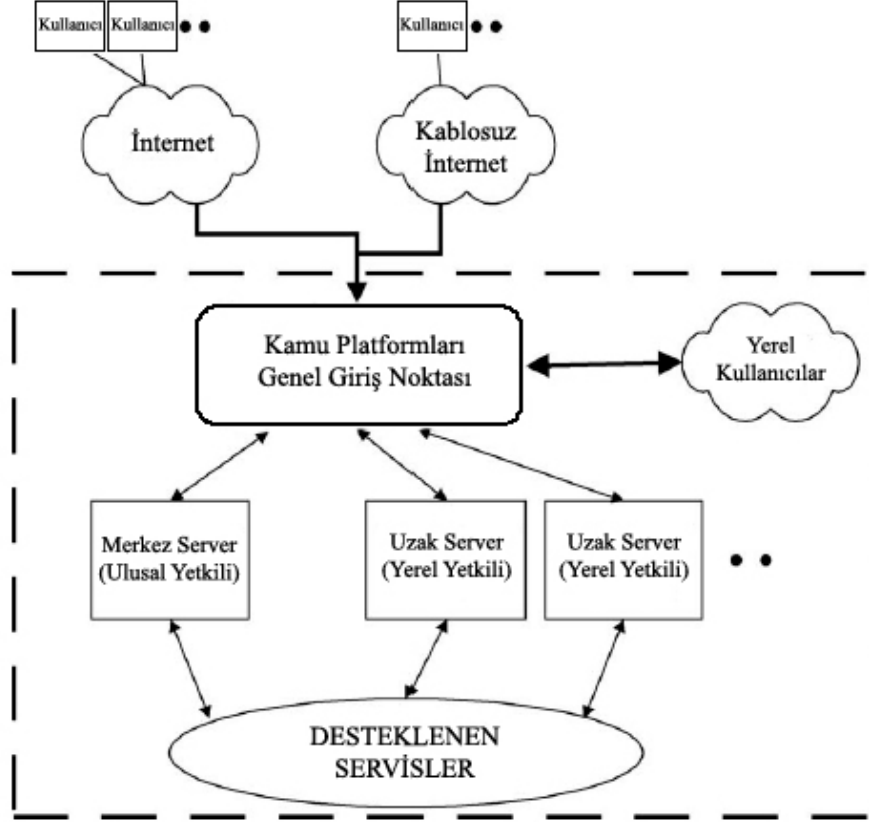 Kullanıcı
Kullanıcı
Kullanıcı
İnternet
Kablosuz
İnternet
Kamu Platformları
Genel Giriş Noktası
Yerel
Kullanıcılar
Merkez Server
(Ulusal Yetkili)
Uzak Server
(Yerel Yetkili)
Uzak Server
(Yerel Yetkili)
DESTEKLENEN
SERVİSLER